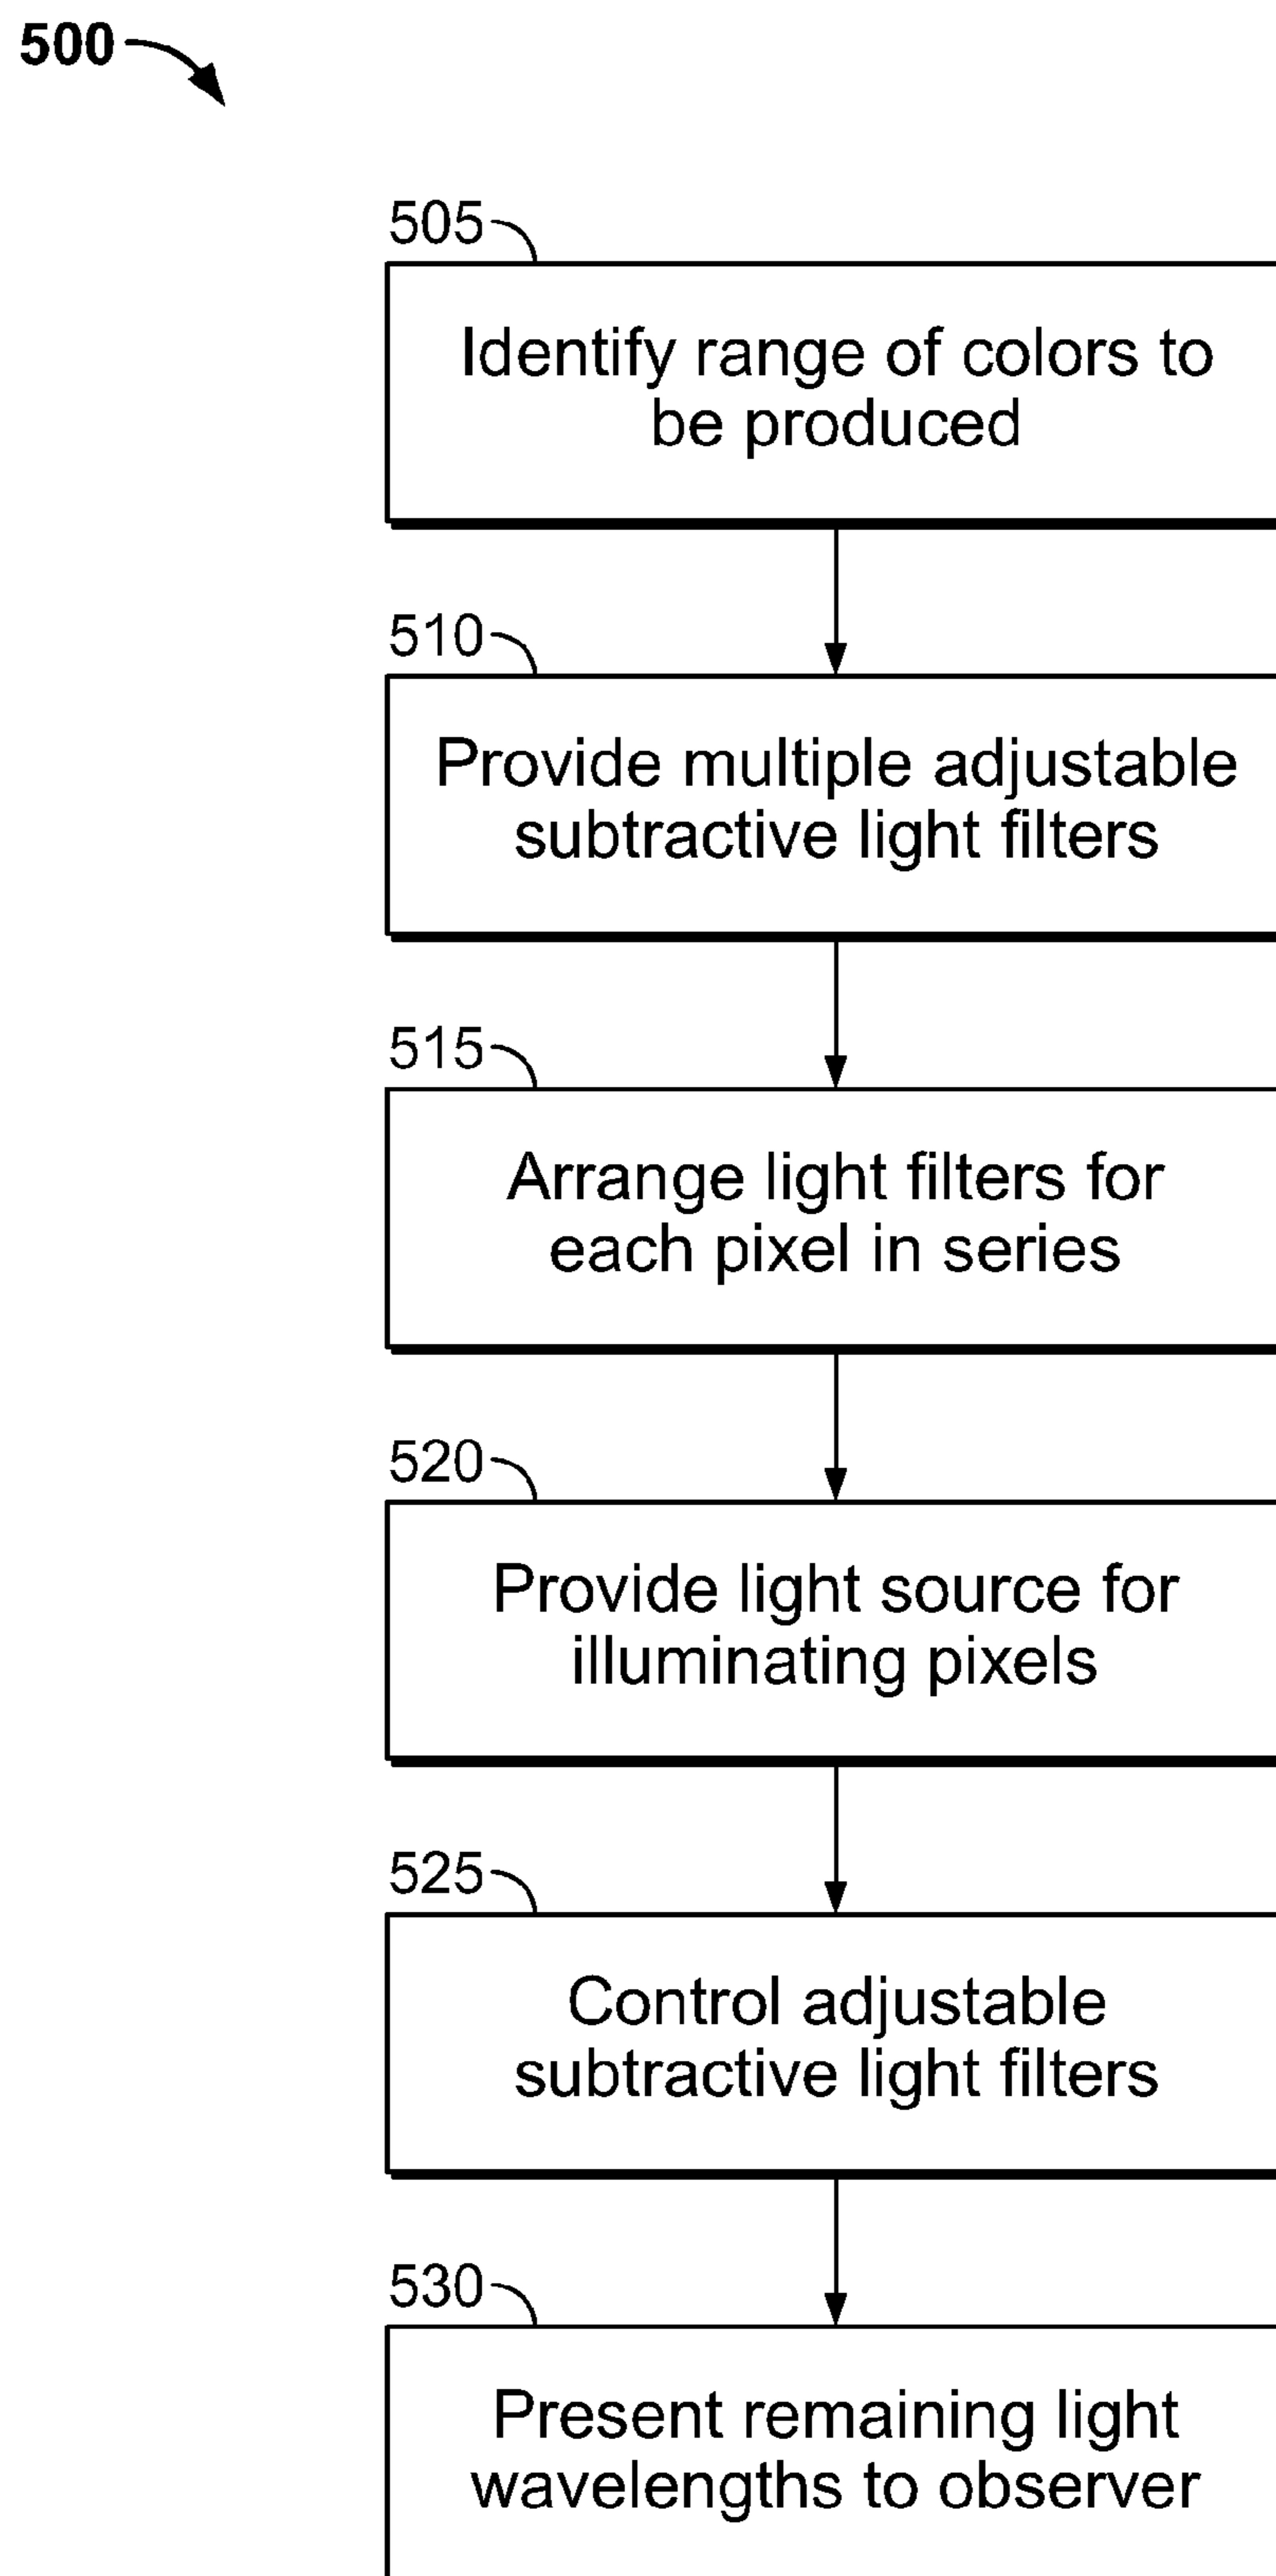 500
505
Identify range of colors to
be produced
510
Provide multiple adjustable
subtractive light filters
515
Arrange light filters for
each pixel in series
520
Provide light source for
illuminating pixels
525
Control adjustable
subtractive light filters
530
Present remaining light
wavelengths to observer